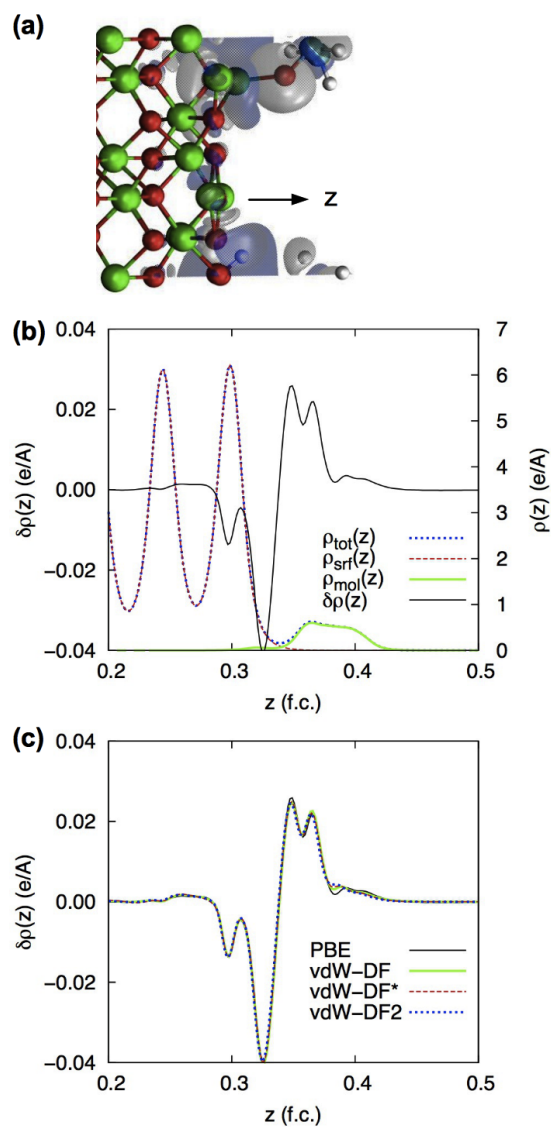 (a)
z
(b)
0.04
0.02
0.00
-0.02
-0.04
δρ(z) (e/A)
7
6
5
4
3
2
1
0
ρ(z) (e/A)
ρtot(z)
ρsrf(z)
ρmol(z)
δρ(z)
0.2 0.3 0.4 0.5
z (f.c.)
(c)
0.04
0.02
0.00
-0.02
-0.04
δρ(z) (e/A)
PBE
vdW-DF
vdW-DF*
vdW-DF2
0.2 0.3 0.4 0.5
z (f.c.)